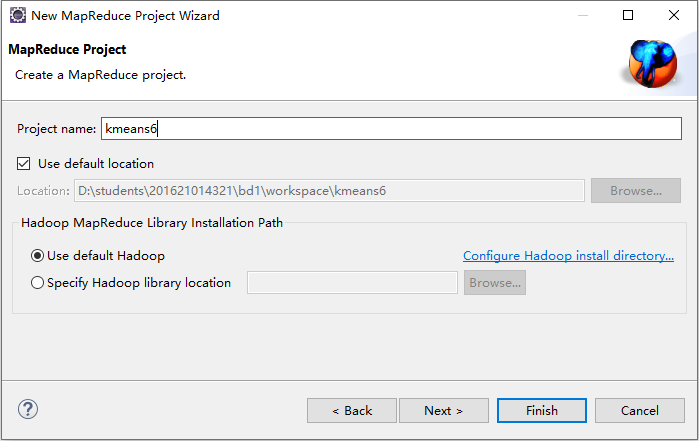 New MapReduce Project Wizard
MapReduce Project
Create a MapReduce project.
Project name: kmeans6
Use default location
Location: D:\students\201621014321\bd1\workspace\kmeans6 Browse...
Hadoop MapReduce Library Installation Path
Use default Hadoop Configure Hadoop install directory...
Specify Hadoop library location Browse...
? < Back Next > Finish Cancel